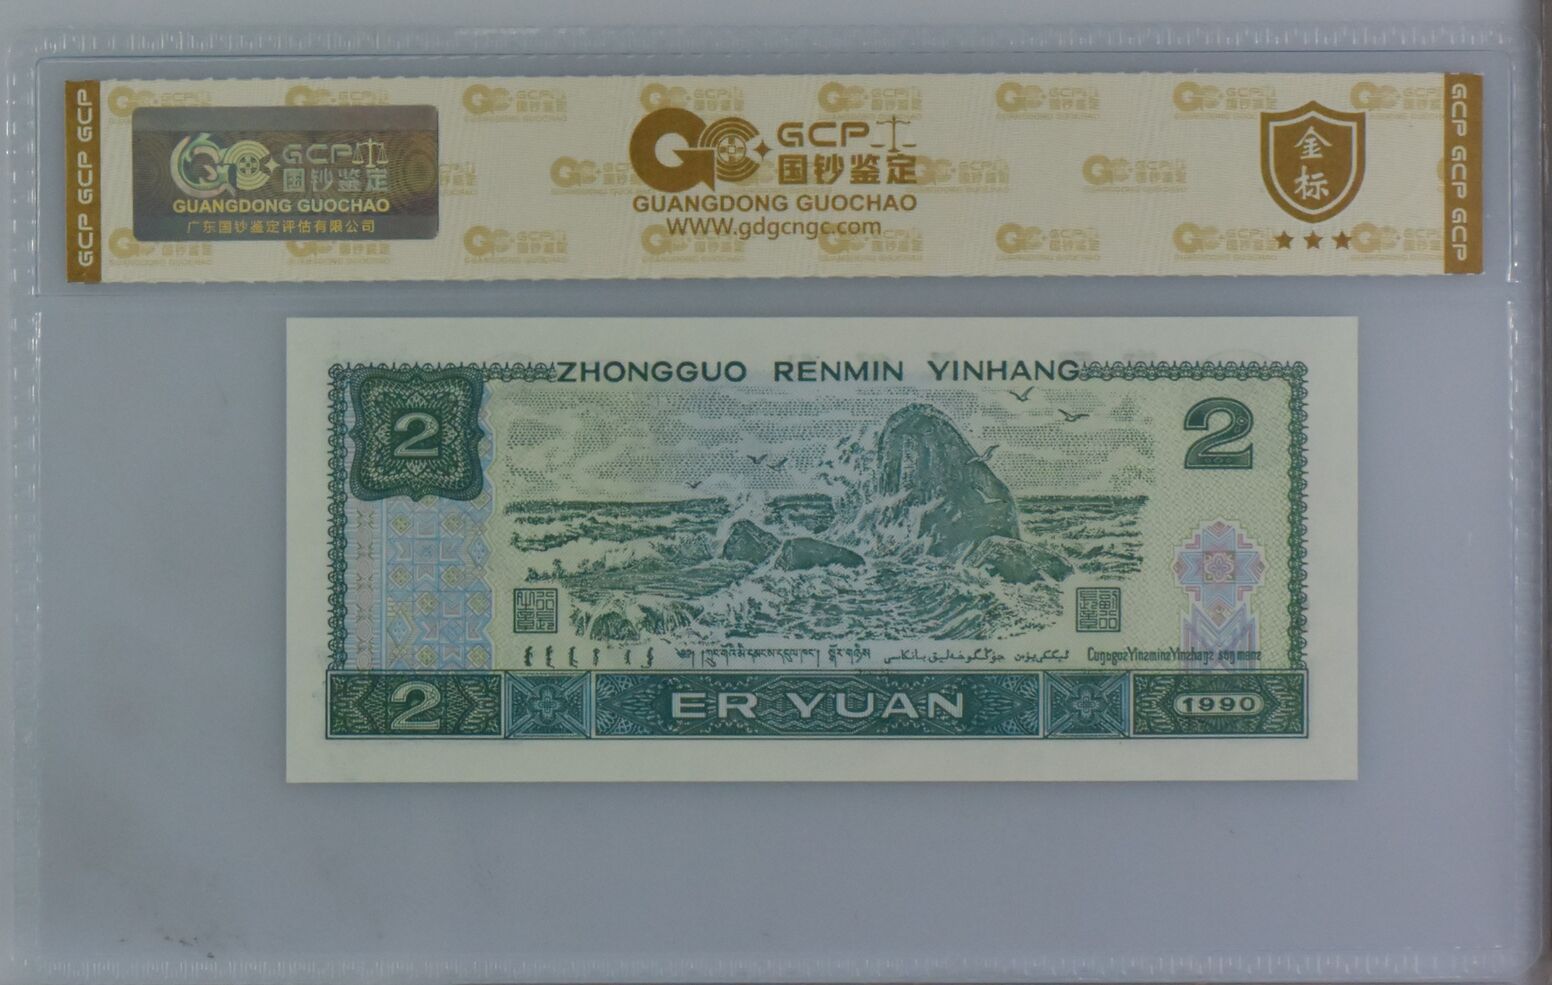 GCP GCP GCP
GCP 国钞鉴定
GUANGDONG GUOCHAO
广东国钞鉴定评估有限公司
GCP
国钞鉴定
GUANGDONG GUOCHAO
WWW.gdgcngc.com
金标
GCP GCP GCP GCP
ZHONGGUO RENMIN YINHANG
2
2
2
ER YUAN
1990